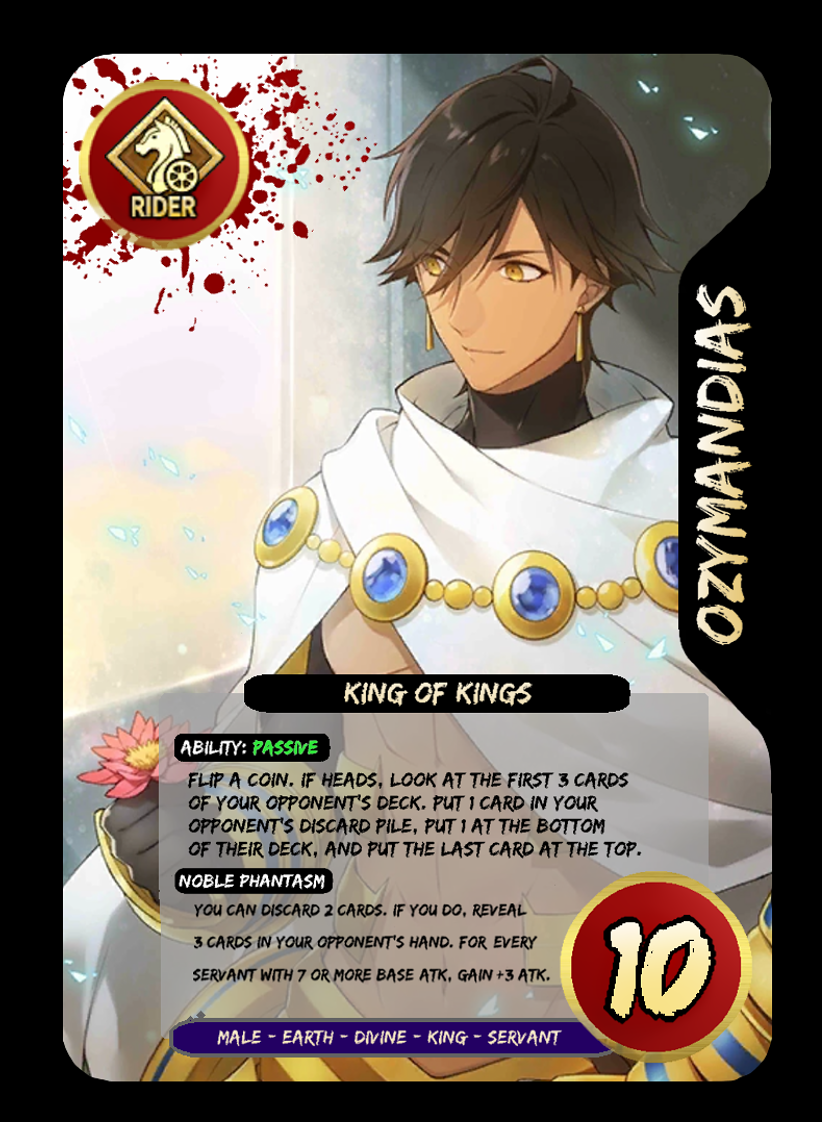 RIDER
OZYMANDIAS
KING OF KINGS
ABILITY: PASSIVE
FLIP A COIN. IF HEADS, LOOK AT THE FIRST 3 CARDS
OF YOUR OPPONENT'S DECK. PUT 1 CARD IN YOUR
OPPONENT'S DISCARD PILE, PUT 1 AT THE BOTTOM
OF THEIR DECK, AND PUT THE LAST CARD AT THE TOP.
NOBLE PHANTASM
YOU CAN DISCARD 2 CARDS. IF YOU DO, REVEAL
3 CARDS IN YOUR OPPONENT'S HAND. FOR EVERY
SERVANT WITH 7 OR MORE BASE ATK, GAIN +3 ATK.
10
MALE - EARTH - DIVINE - KING - SERVANT